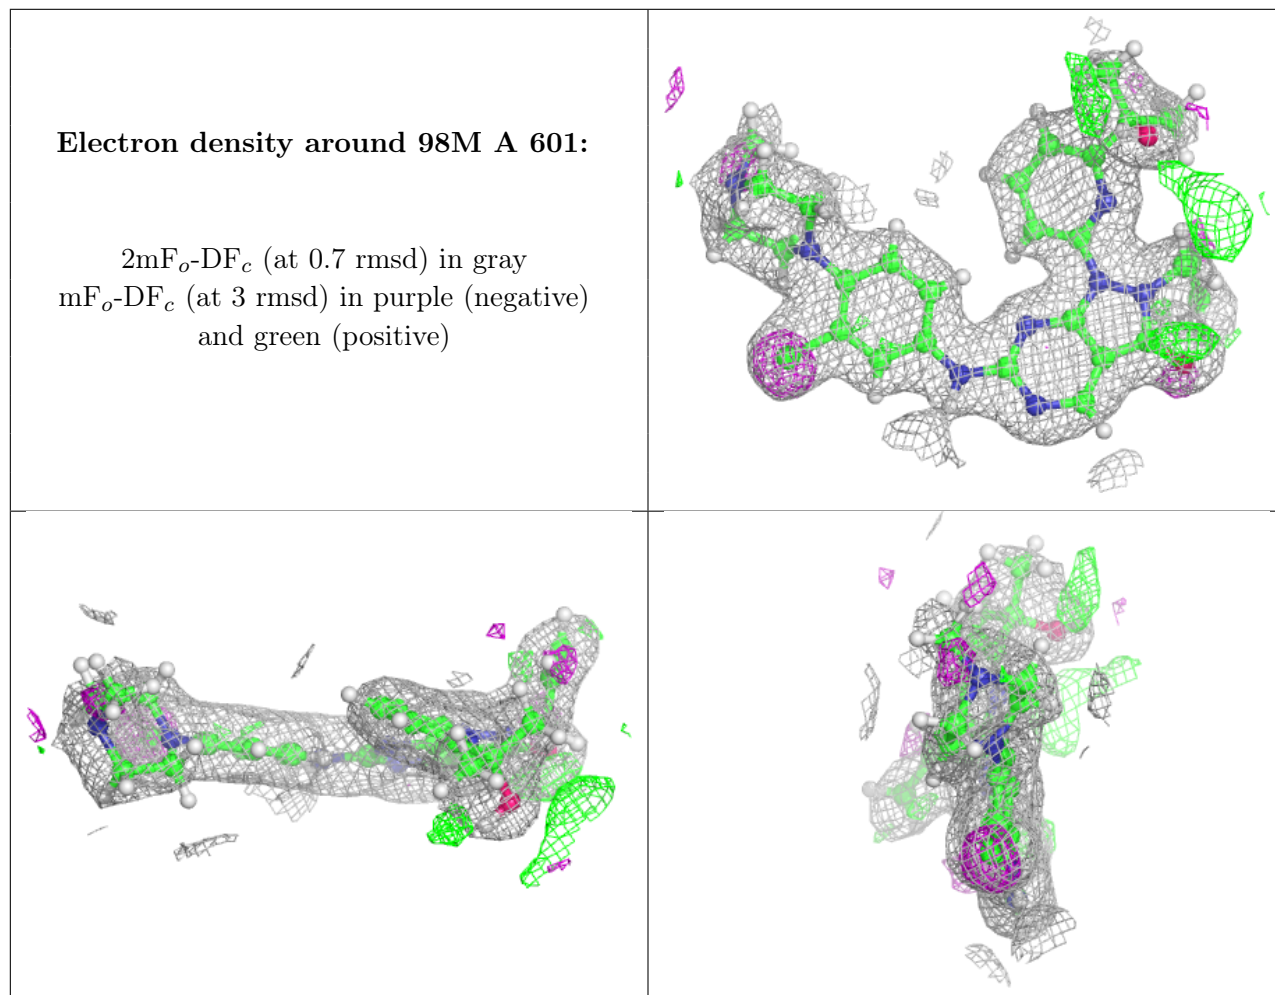 Electron density around 98M A 601:
2mFo-DFc (at 0.7 rmsd) in gray
mFo-DFc (at 3 rmsd) in purple (negative)
and green (positive)